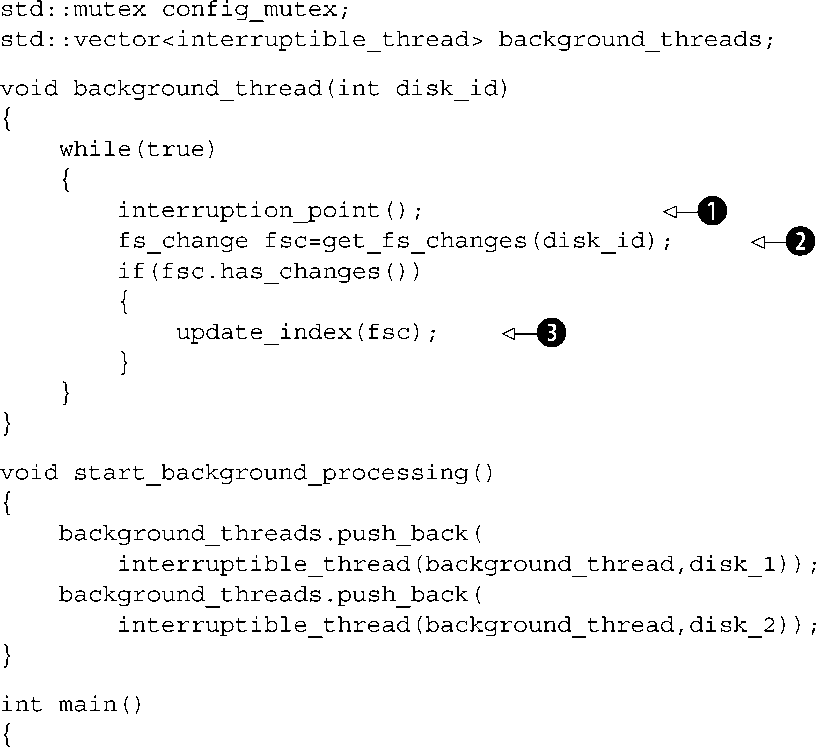 std::mutex config_mutex;
std::vector<interruptible_thread> background_threads;
void background_thread(int disk_id)
{
    while(true)
    {
        interruption_point();    1
        fs_change fsc=get_fs_changes(disk_id);    2
        if(fsc.has_changes())
        {
            update_index(fsc);    3
        }
    }
}
void start_background_processing()
{
    background_threads.push_back(
        interruptible_thread(background_thread,disk_1));
    background_threads.push_back(
        interruptible_thread(background_thread,disk_2));
}
int main()
{